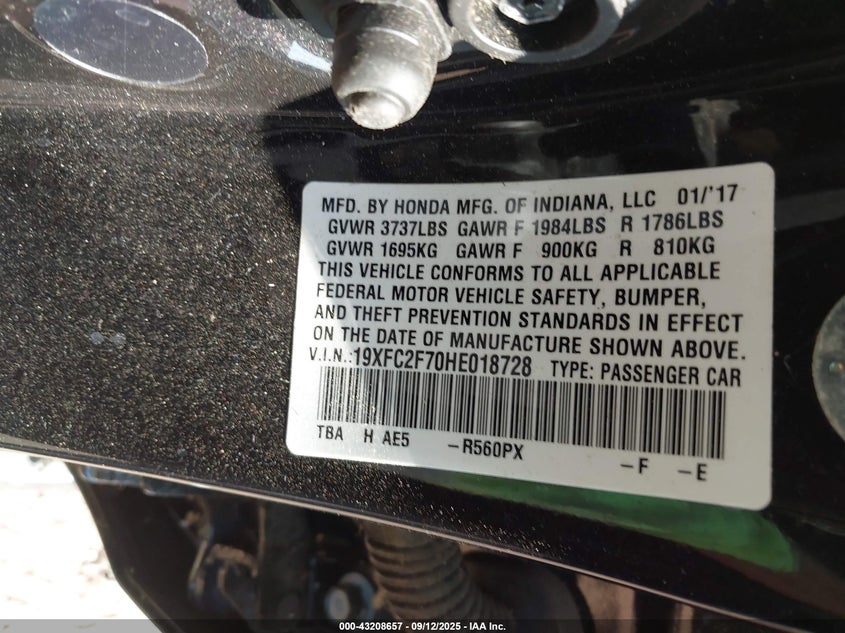 MFD. BY HONDA MFG. OF INDIANA, LLC 01/'17
GVWR 3737LBS GAWR F 1984LBS R 1786LBS
GVWR 1695KG GAWR F 900KG R 810KG
THIS VEHICLE CONFORMS TO ALL APPLICABLE
FEDERAL MOTOR VEHICLE SAFETY, BUMPER,
AND THEFT PREVENTION STANDARDS IN EFFECT
ON THE DATE OF MANUFACTURE SHOWN ABOVE.
V.I.N.:19XFC2F70HE018728 TYPE: PASSENGER CAR
TBA H AE5 –R560PX –F –E
000-43208657 - 09/12/2025 - IAA Inc.